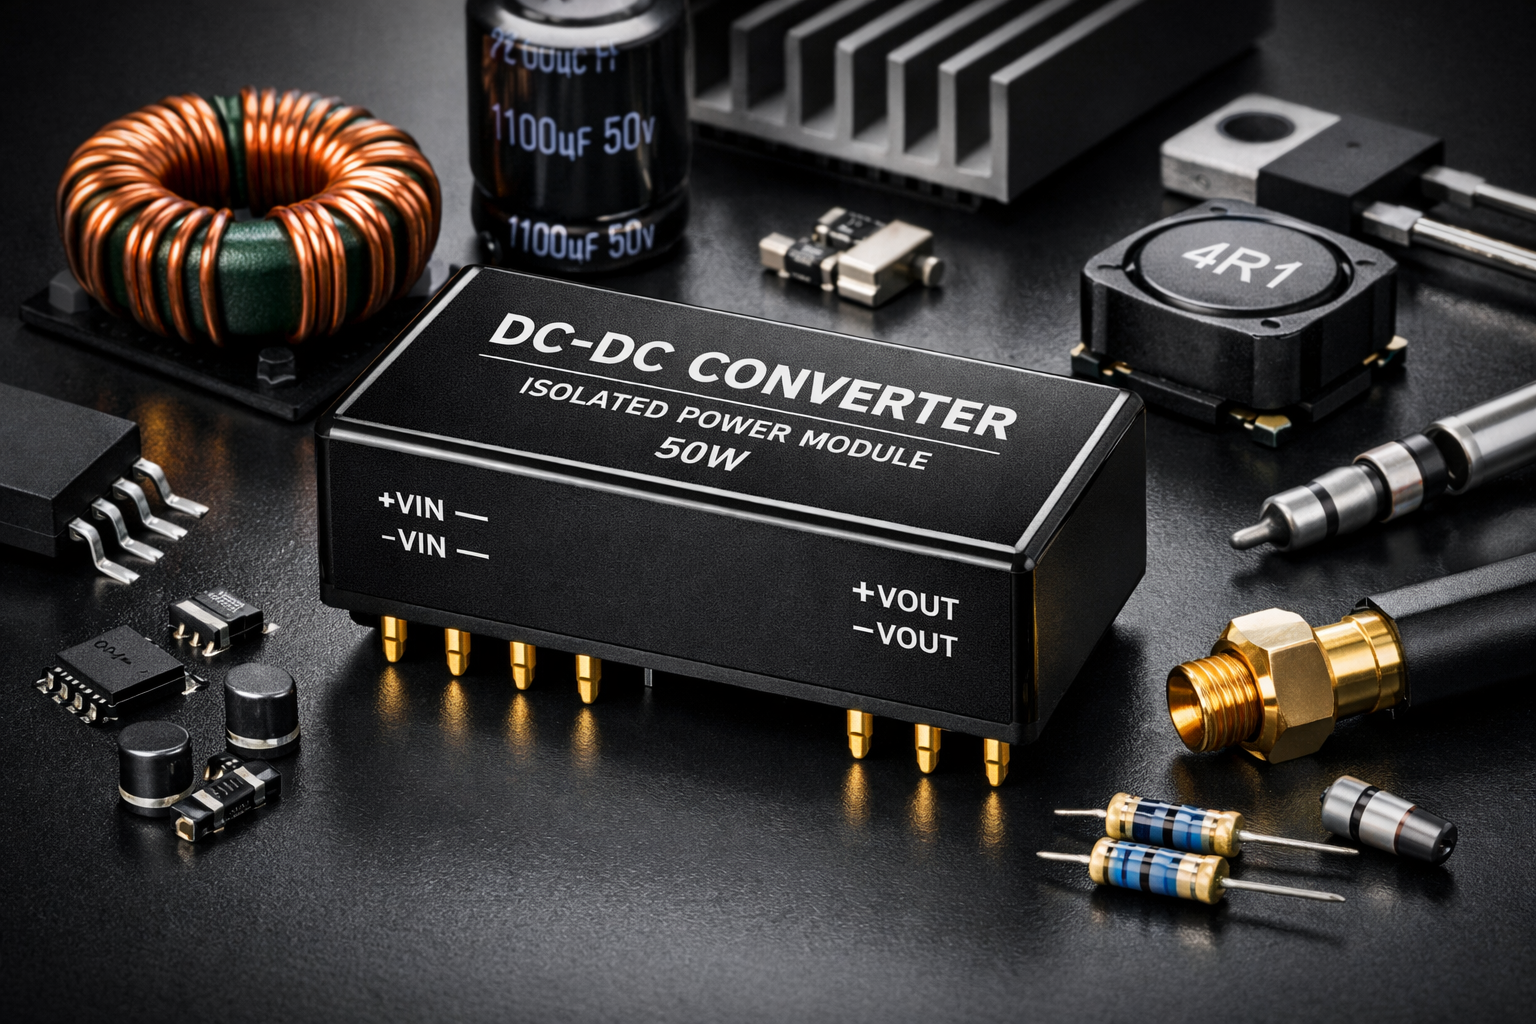 1100µF 50v
1100µF 50v
4R1
DC-DC CONVERTER
ISOLATED POWER MODULE
50W
+VIN —
-VIN —
+VOUT
−VOUT